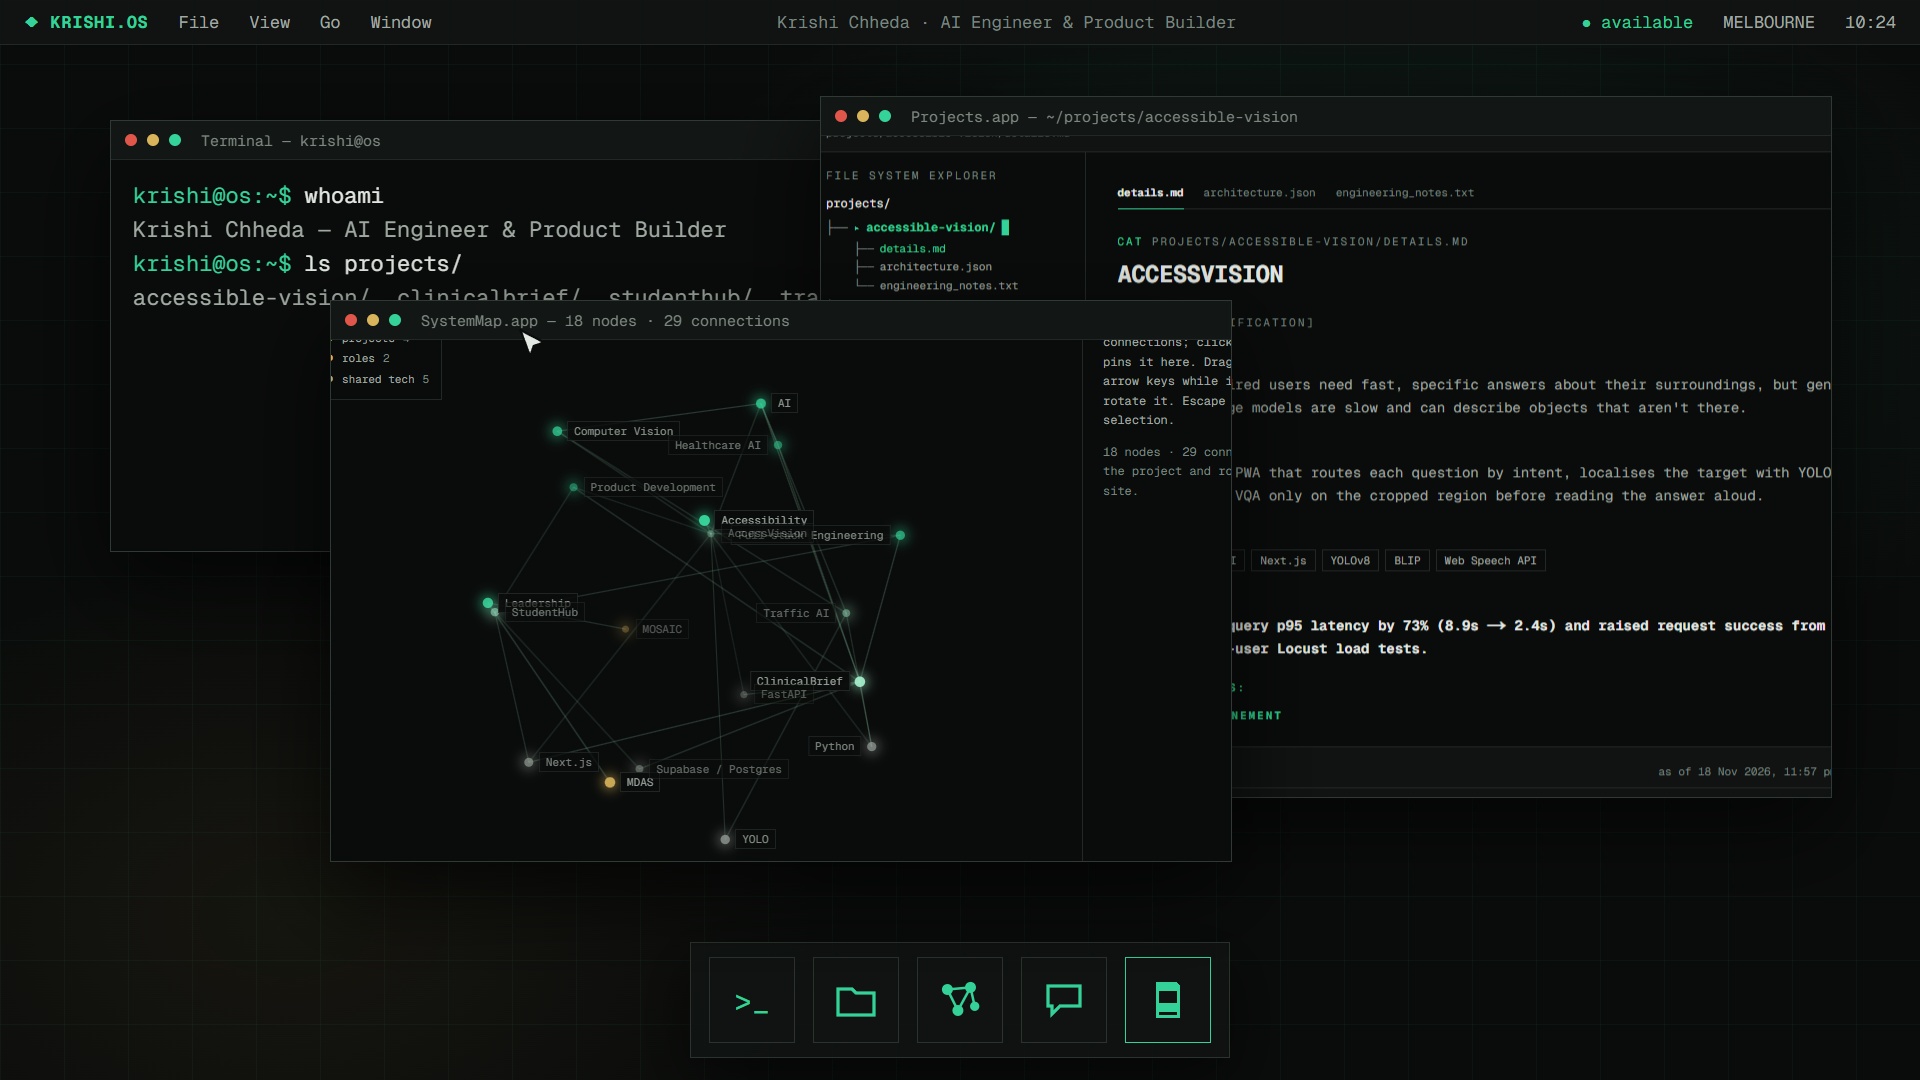 KRISHI.OS File View Go Window
Krishi Chheda · AI Engineer & Product Builder
available MELBOURNE 10:24
Terminal — krishi@os
krishi@os:~$ whoami
Krishi Chheda — AI Engineer & Product Builder
krishi@os:~$ ls projects/
accessible-vision/ clinicalbrief/ studenthub/ tra
Projects.app — ~/projects/accessible-vision
FILE SYSTEM EXPLORER
projects/
├── ▸ accessible-vision/
├── details.md
├── architecture.json
└── engineering_notes.txt
details.md architecture.json engineering_notes.txt
CAT PROJECTS/ACCESSIBLE-VISION/DETAILS.MD
ACCESSVISION
IFICATION]
ired users need fast, specific answers about their surroundings, but gen
ge models are slow and can describe objects that aren't there.
PWA that routes each question by intent, localises the target with YOLO
VQA only on the cropped region before reading the answer aloud.
I Next.js YOLOv8 BLIP Web Speech API
query p95 latency by 73% (8.9s → 2.4s) and raised request success from
-user Locust load tests.
S:
NEMENT
as of 18 Nov 2026, 11:57 p
SystemMap.app — 18 nodes · 29 connections
projects 4
roles 2
shared tech 5
AI
Computer Vision
Healthcare AI
Product Development
Accessibility
AccessVision
Engineering
Leadership
StudentHub
Traffic AI
MOSAIC
ClinicalBrief
FastAPI
Python
Next.js
Supabase / Postgres
MDAS
YOLO
connections; click
pins it here. Drag
arrow keys while i
rotate it. Escape
selection.
18 nodes · 29 conn
the project and ro
site.
>_